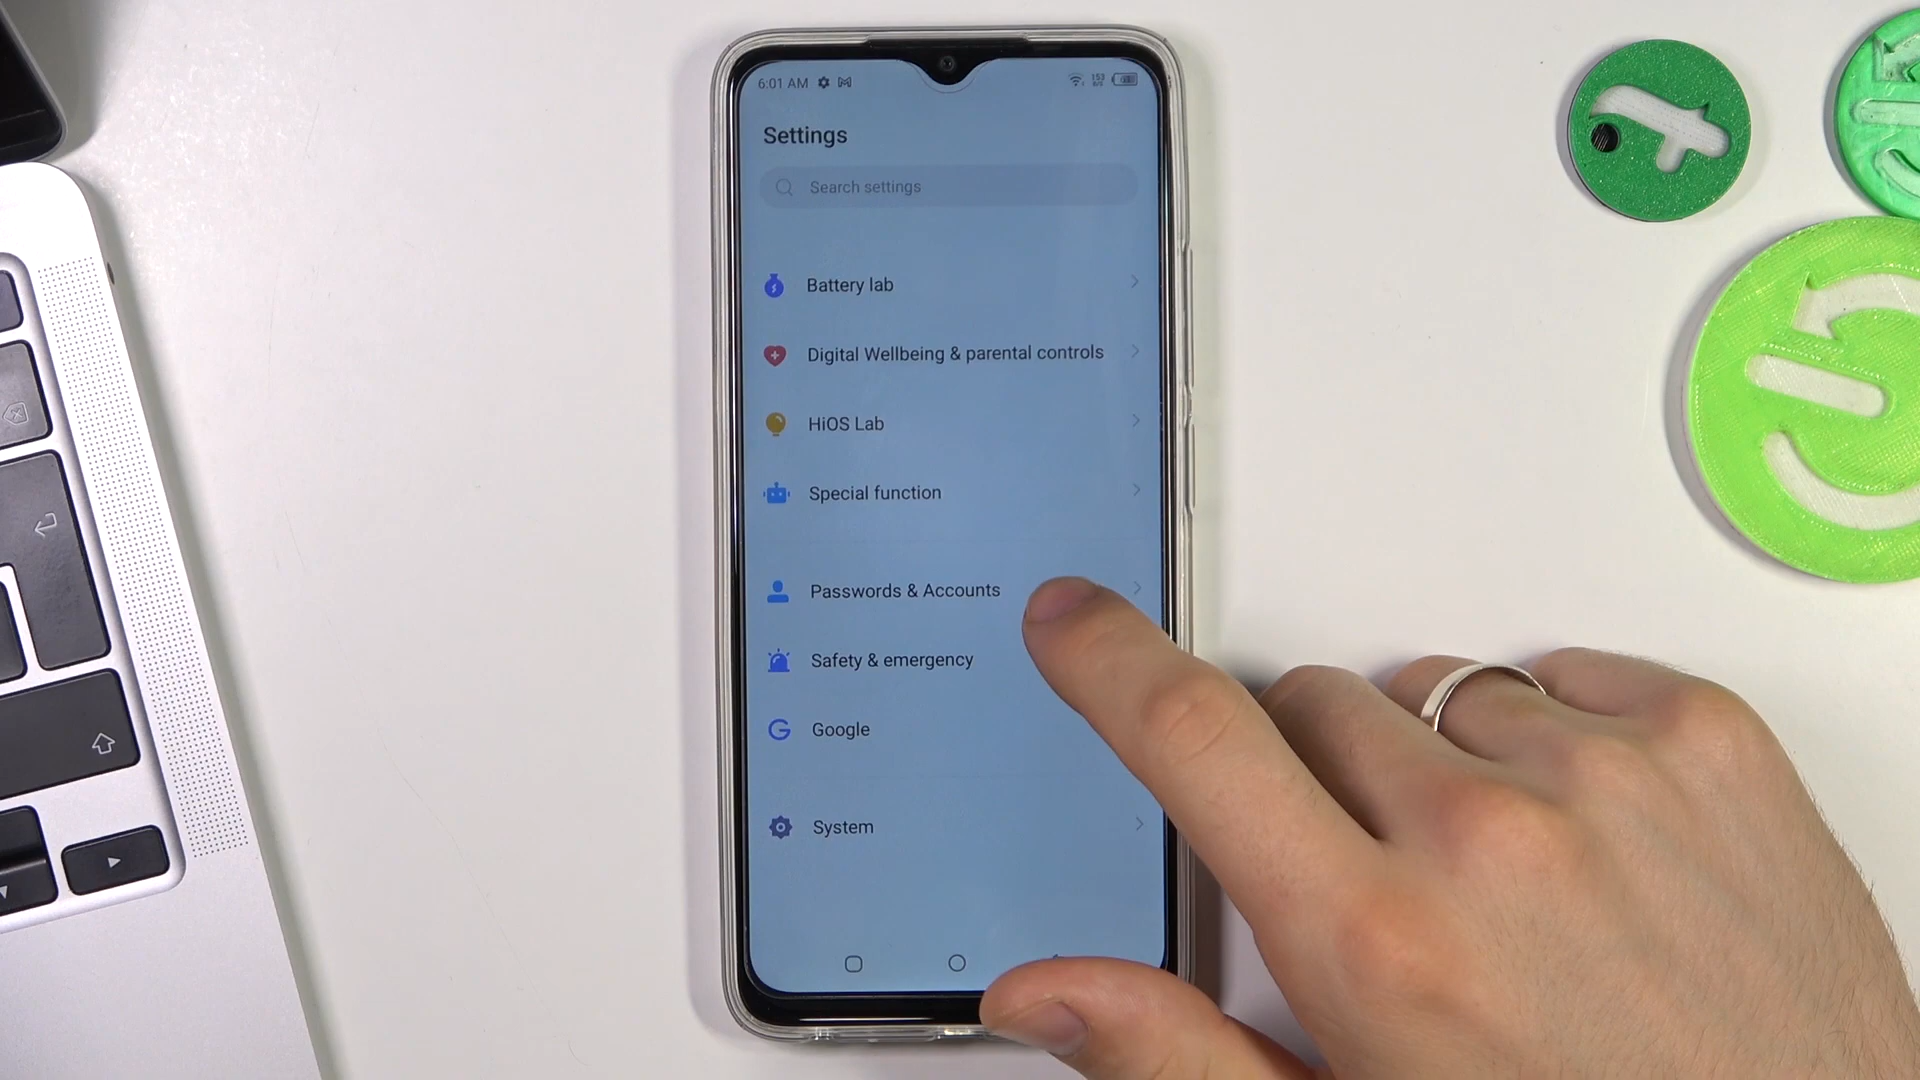 6:01 AM
153
B/S
Settings
Search settings
Battery lab
Digital Wellbeing & parental controls
HiOS Lab
Special function
Passwords & Accounts
Safety & emergency
Google
System